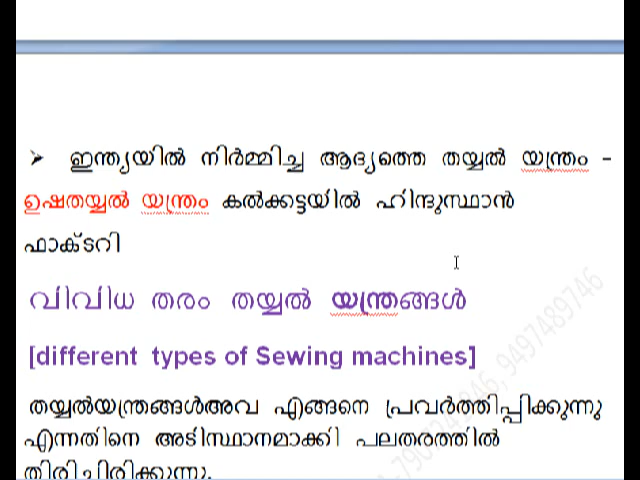 ➤ ഇന്ത്യയിൽ നിർമ്മിച്ച ആദ്യത്തെ തയ്യൽ യന്ത്രം -
ഉഷതയ്യൽ യന്ത്രം കൽക്കട്ടയിൽ ഹിന്ദുസ്ഥാൻ
ഫാക്ടറി
വിവിധ തരം തയ്യൽ യന്ത്രങ്ങൾ
[different types of Sewing machines]
തയ്യൽയന്ത്രങ്ങൾഅവ എങ്ങനെ പ്രവർത്തിപ്പിക്കുന്നു
എന്നതിനെ അടിസ്ഥാനമാക്കി പലതരത്തിൽ
തിരിച്ചിരിക്കുന്നു.
9497489746